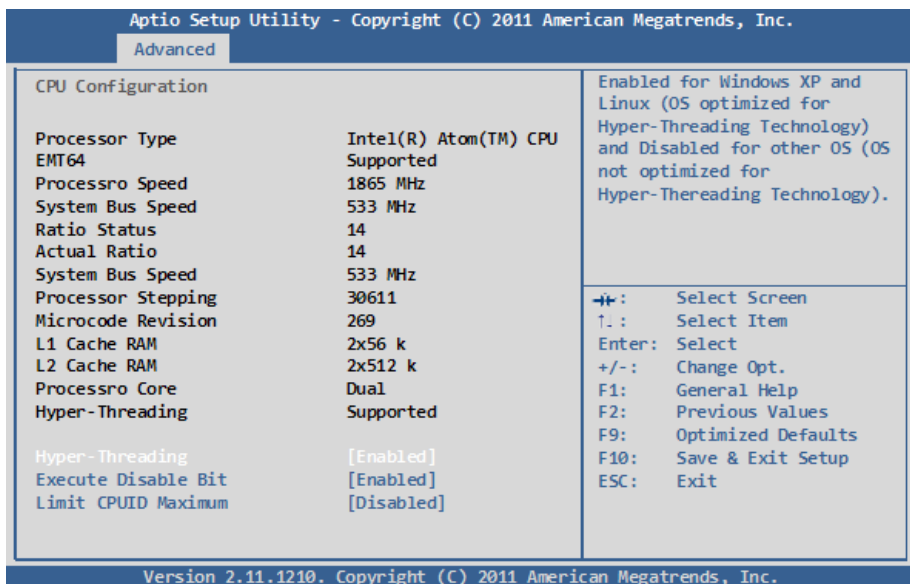 Aptio Setup Utility - Copyright (C) 2011 American Megatrends, Inc.
Advanced
CPU Configuration
Processor Type Intel(R) Atom(TM) CPU
EMT64 Supported
Processro Speed 1865 MHz
System Bus Speed 533 MHz
Ratio Status 14
Actual Ratio 14
System Bus Speed 533 MHz
Processor Stepping 30611
Microcode Revision 269
L1 Cache RAM 2x56 k
L2 Cache RAM 2x512 k
Processro Core Dual
Hyper-Threading Supported
Hyper-Threading [Enabled]
Execute Disable Bit [Enabled]
Limit CPUID Maximum [Disabled]
Enabled for Windows XP and
Linux (OS optimized for
Hyper-Threading Technology)
and Disabled for other OS (OS
not optimized for
Hyper-Thereading Technology).
→←: Select Screen
↑↓: Select Item
Enter: Select
+/-: Change Opt.
F1: General Help
F2: Previous Values
F9: Optimized Defaults
F10: Save & Exit Setup
ESC: Exit
Version 2.11.1210. Copyright (C) 2011 American Megatrends, Inc.